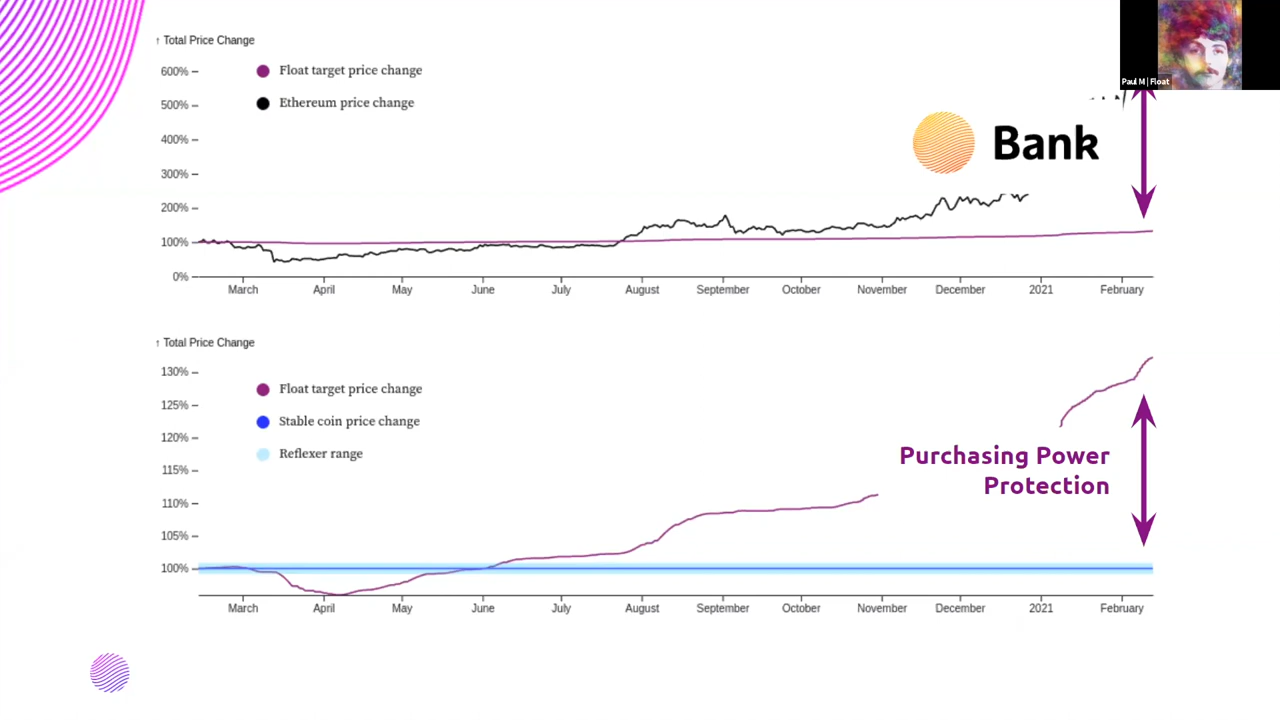 Paul M | Float
↑ Total Price Change
600%
500%
400%
300%
200%
100%
0%
Float target price change
Ethereum price change
Bank
March April May June July August September October November December 2021 February
↑ Total Price Change
130%
125%
120%
115%
110%
105%
100%
Float target price change
Stable coin price change
Reflexer range
Purchasing Power
Protection
March April May June July August September October November December 2021 February